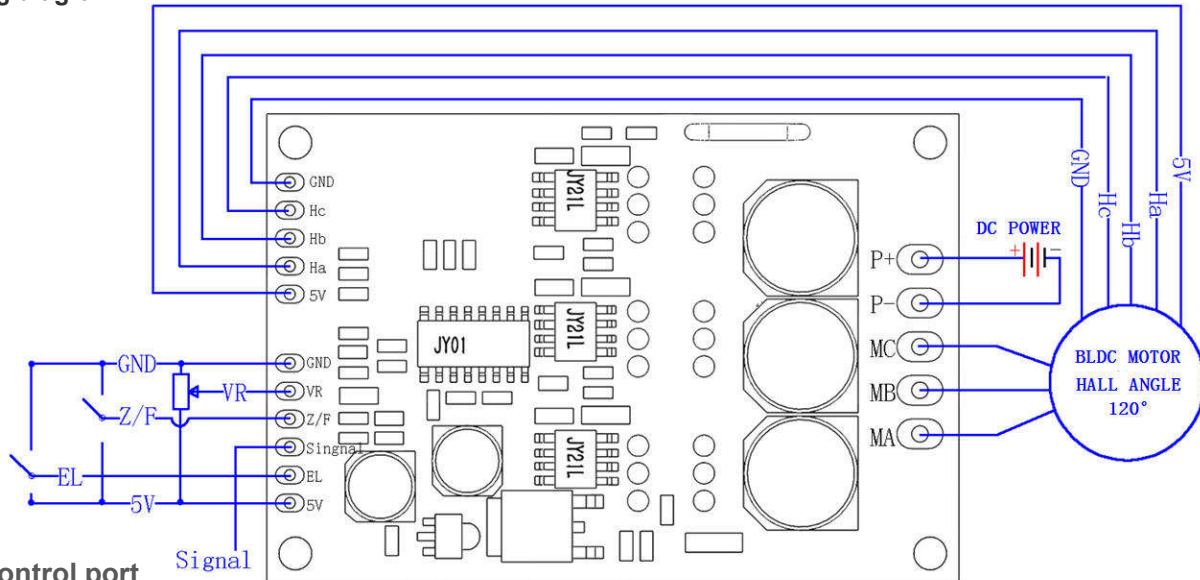 GND
Hc
Hb
Ha
5V
GND
VR
Z/F
Singnal
EL
5V
GND
VR
Z/F
EL
5V
Signal
JY01
JY21L
JY21L
JY21L
P+
P-
MC
MB
MA
DC POWER
+
-
GND
Hc
Hb
Ha
5V
BLDC MOTOR
HALL ANGLE
120°
ontrol port